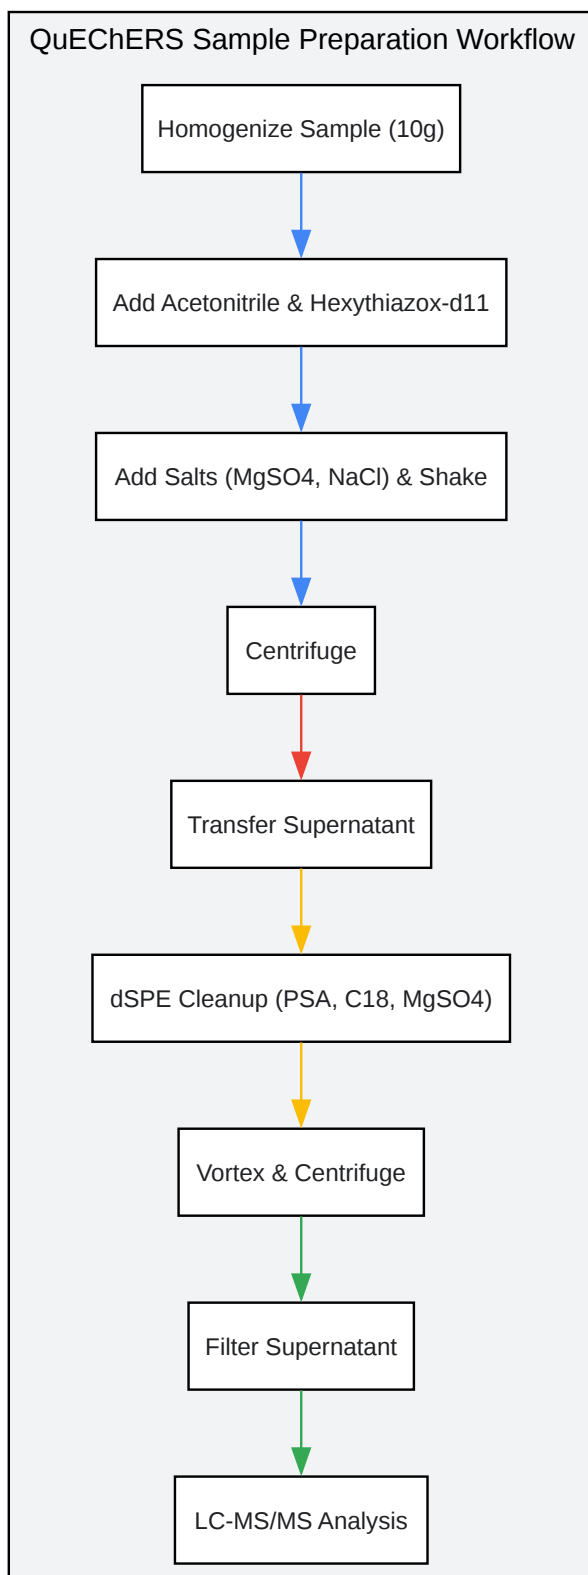 QuEChERS Sample Preparation Workflow
Homogenize Sample (10g)
Add Acetonitrile & Hexythiazox-d11
Add Salts (MgSO4, NaCl) & Shake
Centrifuge
Transfer Supernatant
dSPE Cleanup (PSA, C18, MgSO4)
Vortex & Centrifuge
Filter Supernatant
LC-MS/MS Analysis